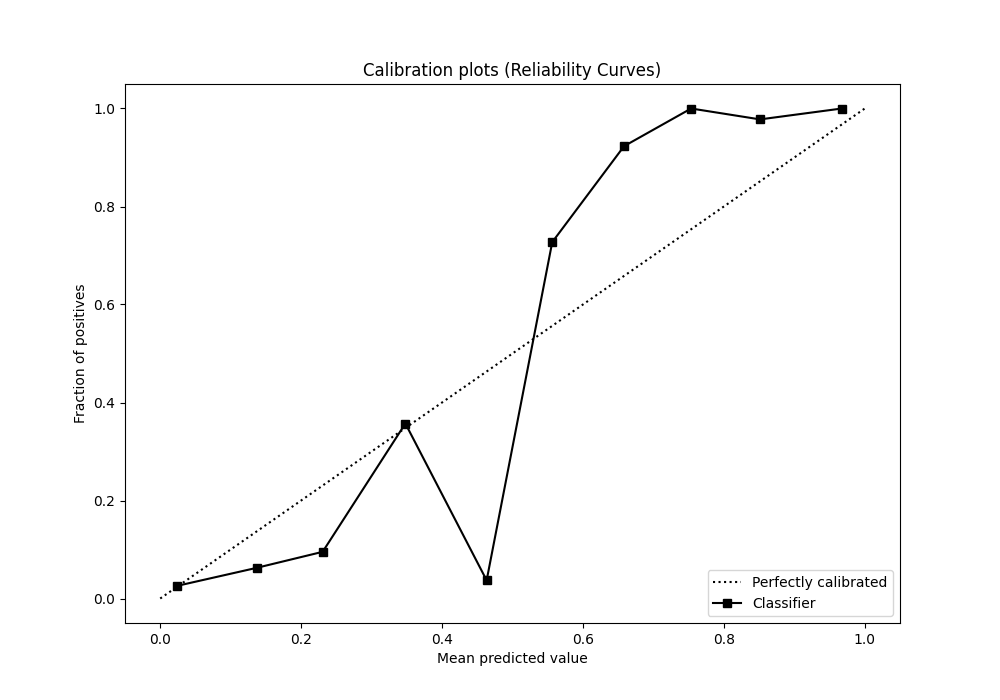 Calibration plots (Reliability Curves)
Fraction of positives
1.0
0.8
0.6
0.4
0.2
0.0
0.0 0.2 0.4 0.6 0.8 1.0
Mean predicted value
Perfectly calibrated
Classifier